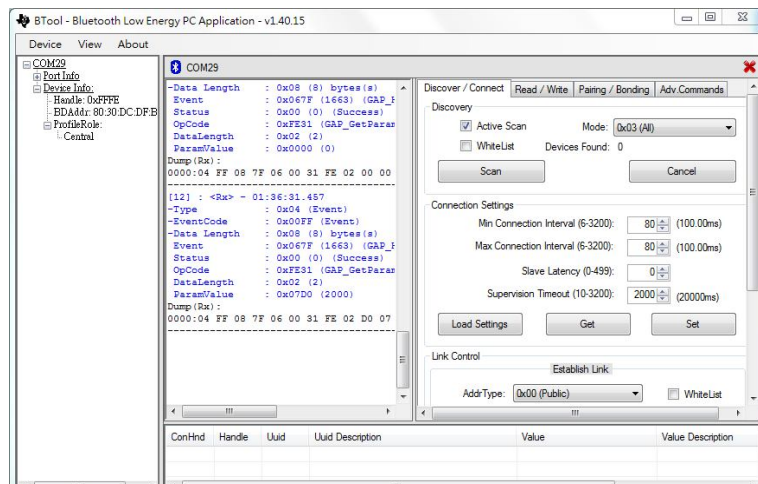 BTool - Bluetooth Low Energy PC Application - v1.40.15
Device View About
COM29
Port Info
Device Info:
Handle: 0xFFFE
BDAddr: 80:30:DC:DF:B
ProfileRole:
Central
COM29
-Data Length : 0x08 (8) bytes(s)
Event : 0x067F (1663) (GAP_H
Status : 0x00 (0) (Success)
OpCode : 0xFE31 (GAP_GetParam
DataLength : 0x02 (2)
ParamValue : 0x0000 (0)
Dump(Rx):
0000:04 FF 08 7F 06 00 31 FE 02 00 00
[12] : <Rx> - 01:36:31.457
-Type : 0x04 (Event)
-EventCode : 0x00FF (Event)
-Data Length : 0x08 (8) bytes(s)
Event : 0x067F (1663) (GAP_H
Status : 0x00 (0) (Success)
OpCode : 0xFE31 (GAP_GetParam
DataLength : 0x02 (2)
ParamValue : 0x07D0 (2000)
Dump(Rx):
0000:04 FF 08 7F 06 00 31 FE 02 D0 07
Discover / Connect Read / Write Pairing / Bonding Adv.Commands
Discovery
Active Scan Mode: 0x03 (All)
WhiteList Devices Found: 0
Scan Cancel
Connection Settings
Min Connection Interval (6-3200): 80 (100.00ms)
Max Connection Interval (6-3200): 80 (100.00ms)
Slave Latency (0-499): 0
Supervision Timeout (10-3200): 2000 (20000ms)
Load Settings Get Set
Link Control
Establish Link
AddrType: 0x00 (Public) WhiteList
ConHnd Handle Uuid Uuid Description Value Value Description